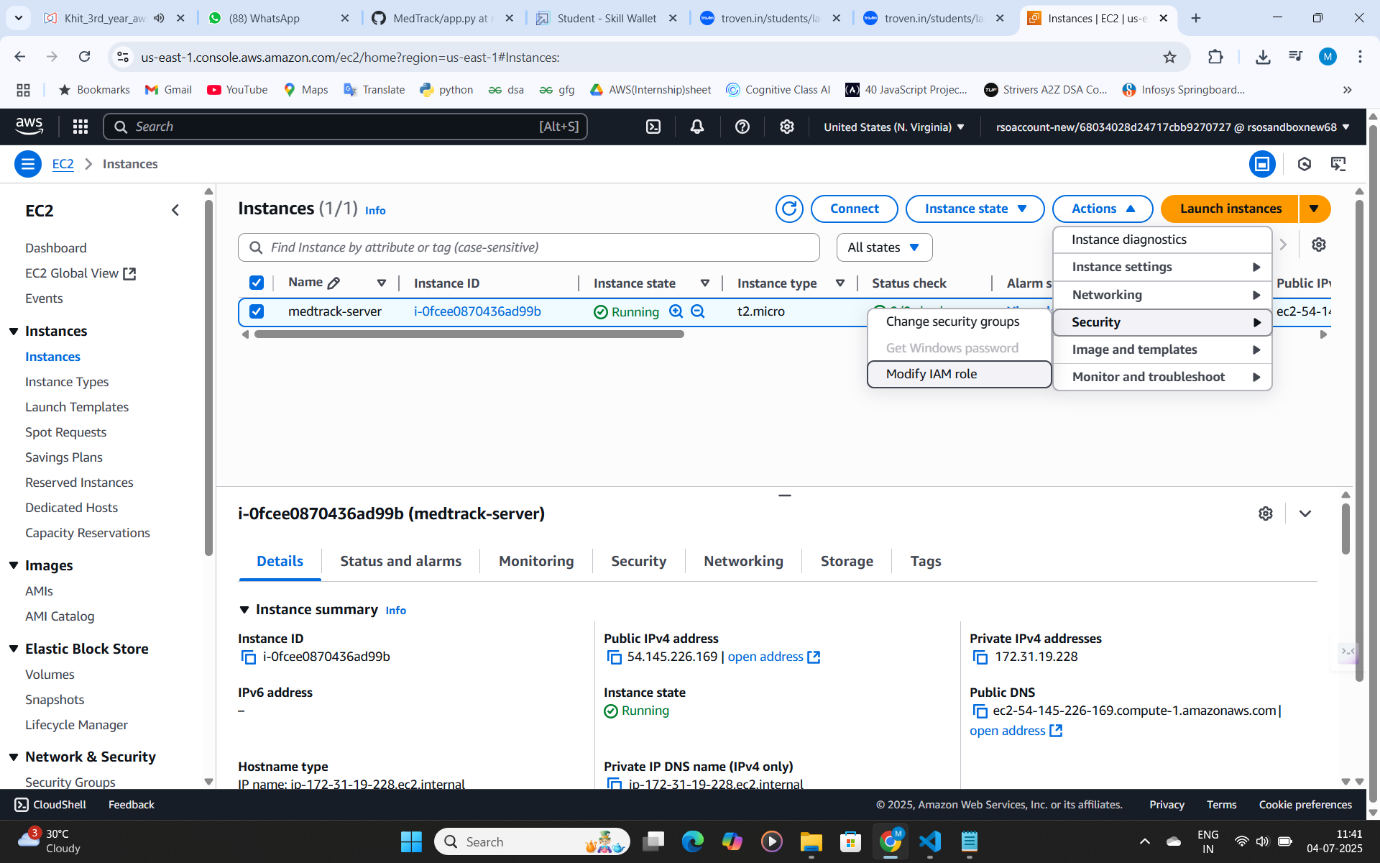 Khit_3rd_year_aw
(88) WhatsApp
MedTrack/app.py at
Student - Skill Wallet
troven.in/students/la
troven.in/students/la
Instances | EC2 | us-e
us-east-1.console.aws.amazon.com/ec2/home?region=us-east-1#Instances:
M
Bookmarks
Gmail
YouTube
Maps
Translate
python
dsa
gfg
AWS(Internship)sheet
Cognitive Class AI
40 JavaScript Projec...
Strivers A2Z DSA Co...
Infosys Springboard...
aws
Search
[Alt+S]
United States (N. Virginia)
rsoaccount-new/68034028d24717cbb9270727 @ rsosandboxnew68
EC2
Instances
EC2
Dashboard
EC2 Global View
Events
Instances
Instances
Instance Types
Launch Templates
Spot Requests
Savings Plans
Reserved Instances
Dedicated Hosts
Capacity Reservations
Images
AMIs
AMI Catalog
Elastic Block Store
Volumes
Snapshots
Lifecycle Manager
Network & Security
Security Groups
Instances (1/1) Info
Connect
Instance state
Actions
Launch instances
Find Instance by attribute or tag (case-sensitive)
All states
Name
Instance ID
Instance state
Instance type
Status check
Alarm s
Public IPv
medtrack-server
i-0fcee0870436ad99b
Running
t2.micro
ec2-54-14
Instance diagnostics
Instance settings
Networking
Security
Image and templates
Monitor and troubleshoot
Change security groups
Get Windows password
Modify IAM role
i-0fcee0870436ad99b (medtrack-server)
Details
Status and alarms
Monitoring
Security
Networking
Storage
Tags
Instance summary Info
Instance ID
i-0fcee0870436ad99b
Public IPv4 address
54.145.226.169 | open address
Private IPv4 addresses
172.31.19.228
IPv6 address
–
Instance state
Running
Public DNS
ec2-54-145-226-169.compute-1.amazonaws.com |
open address
Hostname type
IP name: ip-172-31-19-228.ec2.internal
Private IP DNS name (IPv4 only)
ip-172-31-19-228.ec2.internal
CloudShell
Feedback
© 2025, Amazon Web Services, Inc. or its affiliates.
Privacy
Terms
Cookie preferences
3
30°C
Cloudy
Search
M
ENG
IN
11:41
04-07-2025